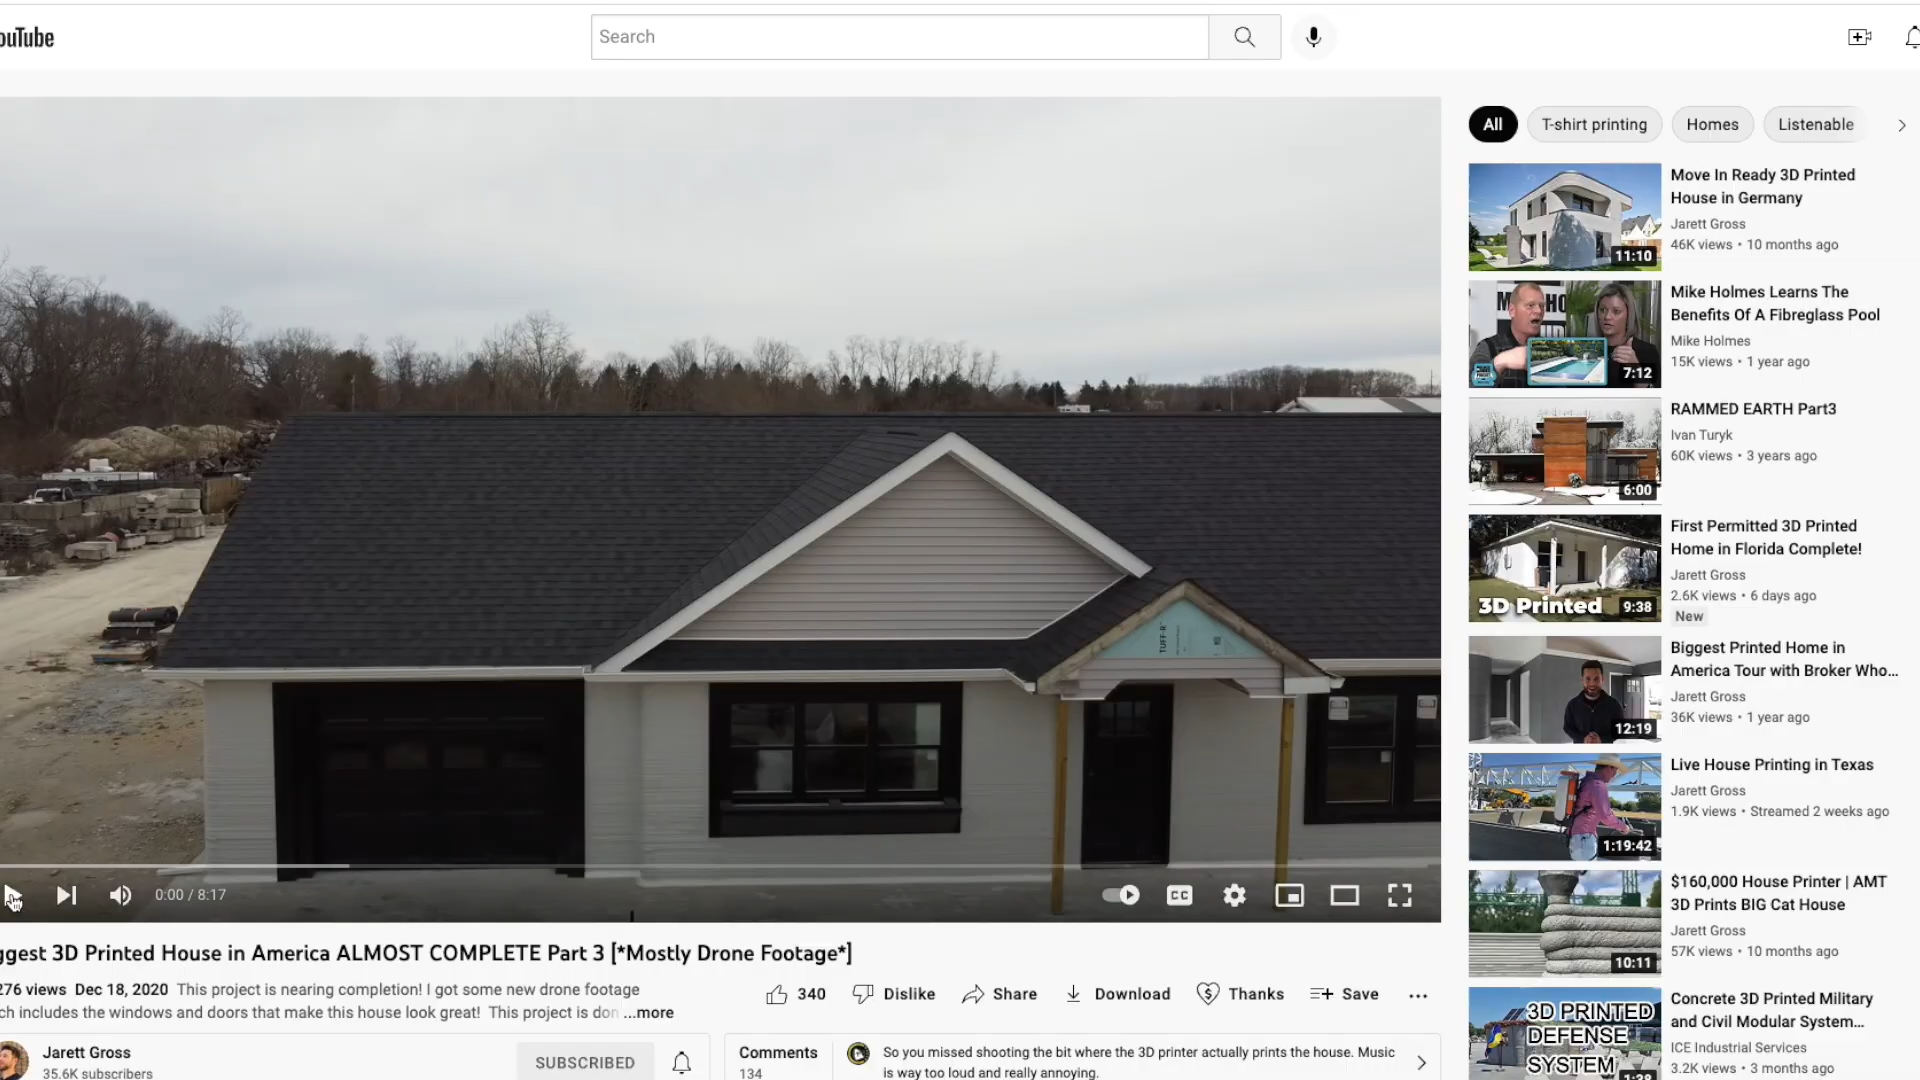 ouTube
Search
All
T-shirt printing
Homes
Listenable
Move In Ready 3D Printed
House in Germany
Jarett Gross
46K views • 10 months ago
11:10
Mike Holmes Learns The
Benefits Of A Fibreglass Pool
Mike Holmes
15K views • 1 year ago
7:12
RAMMED EARTH Part3
Ivan Turyk
60K views • 3 years ago
6:00
First Permitted 3D Printed
Home in Florida Complete!
Jarett Gross
2.6K views • 6 days ago
New
3D Printed
9:38
Biggest Printed Home in
America Tour with Broker Who...
Jarett Gross
36K views • 1 year ago
12:19
Live House Printing in Texas
Jarett Gross
1.9K views • Streamed 2 weeks ago
1:19:42
$160,000 House Printer | AMT
3D Prints BIG Cat House
Jarett Gross
57K views • 10 months ago
10:11
Concrete 3D Printed Military
and Civil Modular System...
ICE Industrial Services
3.2K views • 3 months ago
3D PRINTED
DEFENSE
SYSTEM
1:38
TUFF-R
0:00 / 8:17
CC
ggest 3D Printed House in America ALMOST COMPLETE Part 3 [*Mostly Drone Footage*]
276 views Dec 18, 2020 This project is nearing completion! I got some new drone footage
ch includes the windows and doors that make this house look great! This project is don ...more
340
Dislike
Share
Download
Thanks
Save
Jarett Gross
35.6K subscribers
SUBSCRIBED
Comments
134
So you missed shooting the bit where the 3D printer actually prints the house. Music
is way too loud and really annoying.